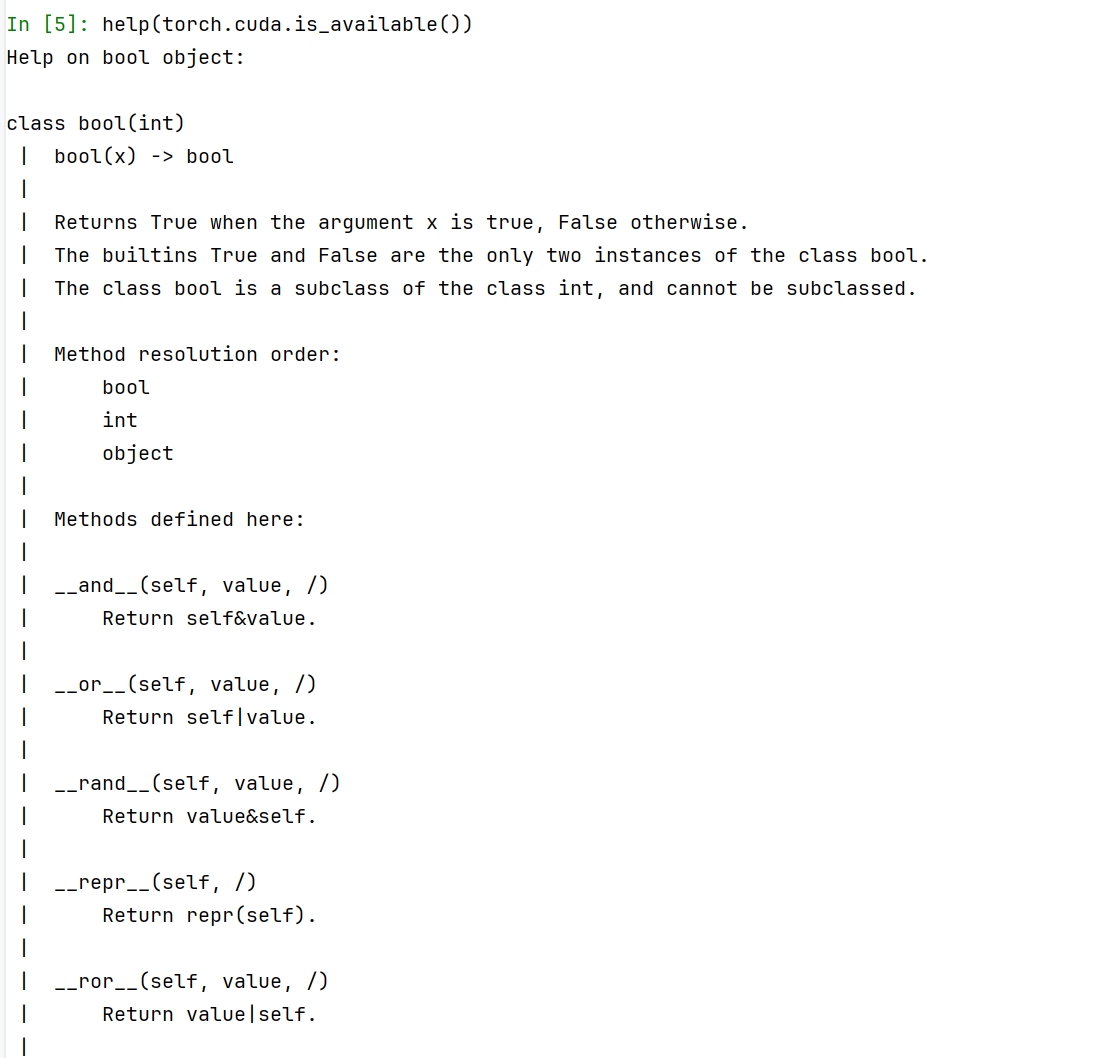 In [5]: help(torch.cuda.is_available())
Help on bool object:

class bool(int)
 |  bool(x) -> bool
 |
 |  Returns True when the argument x is true, False otherwise.
 |  The builtins True and False are the only two instances of the class bool.
 |  The class bool is a subclass of the class int, and cannot be subclassed.
 |
 |  Method resolution order:
 |      bool
 |      int
 |      object
 |
 |  Methods defined here:
 |
 |  __and__(self, value, /)
 |      Return self&value.
 |
 |  __or__(self, value, /)
 |      Return self|value.
 |
 |  __rand__(self, value, /)
 |      Return value&self.
 |
 |  __repr__(self, /)
 |      Return repr(self).
 |
 |  __ror__(self, value, /)
 |      Return value|self.
 |